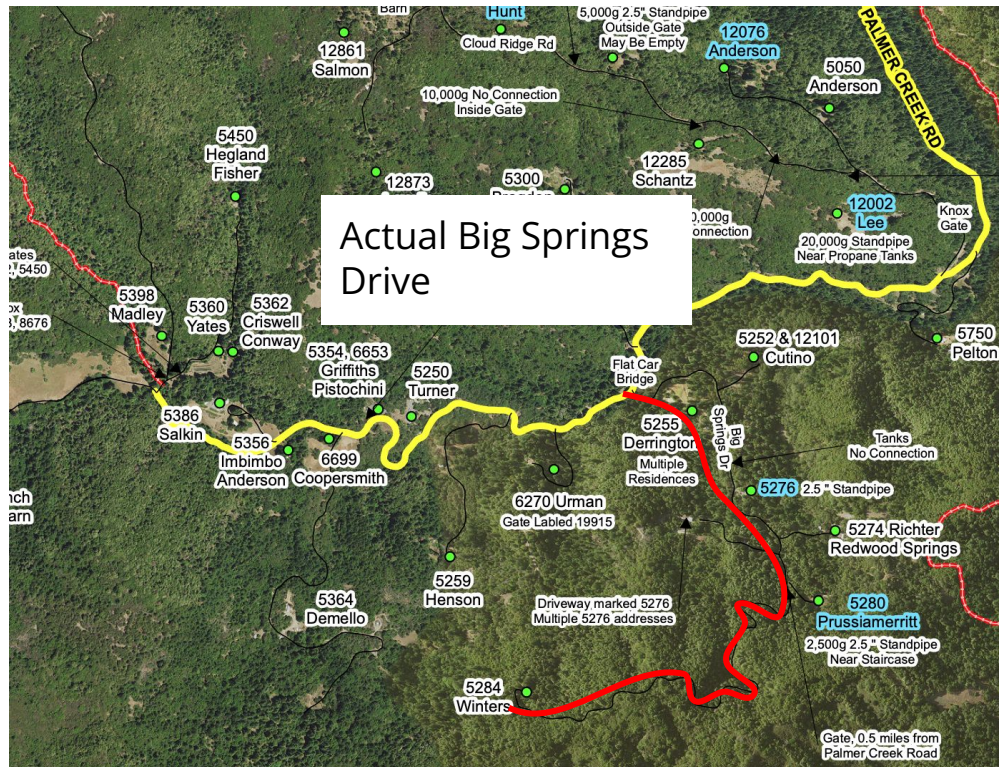 Barn
Hunt
Cloud Ridge Rd
5,000g 2.5" Standpipe
Outside Gate
May Be Empty
12076
Anderson
PALMER CREEK RD
12861
Salmon
5050
Anderson
10,000g No Connection
Inside Gate
5450
Hegland
Fisher
12873
5300
12285
Schantz
12002
Lee
Knox
Gate
20,000g Standpipe
Near Propane Tanks
Actual Big Springs
Drive
5450
8676
5398
Madley
5360
Yates
5362
Criswell
Conway
5354, 6653
Griffiths
Pistochini
5250
Turner
Flat Car
Bridge
5252 & 12101
Cutino
5750
Pelton
5386
Salkin
5356
Imbimbo
Anderson
6699
Coopersmith
5255
Derrington
Multiple
Residences
Big
Springs Dr
Tanks
No Connection
6270 Urman
Gate Labled 19915
5276
2.5 " Standpipe
5274 Richter
Redwood Springs
5259
Henson
5364
Demello
Driveway marked 5276
Multiple 5276 addresses
5280
Prussiamerritt
2,500g 2.5 " Standpipe
Near Staircase
5284
Winters
Gate, 0.5 miles from
Palmer Creek Road